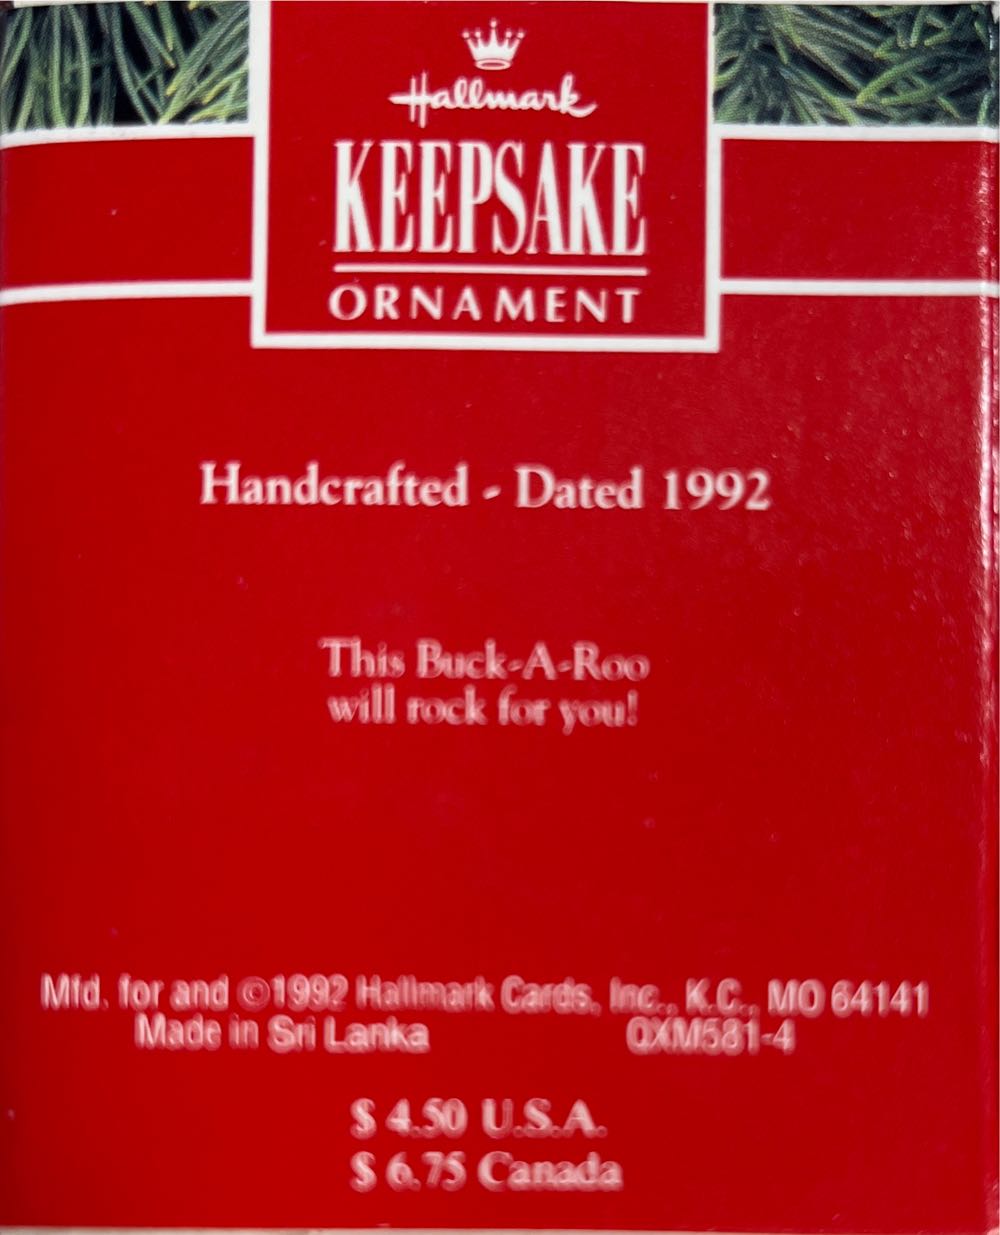 Hallmark
KEEPSAKE
ORNAMENT
Handcrafted - Dated 1992
This Buck-A-Roo
will rock for you!
Mfd. for and ©1992 Hallmark Cards, Inc., K.C., MO 64141
Made in Sri Lanka QXM581-4
$ 4.50 U.S.A.
$ 6.75 Canada